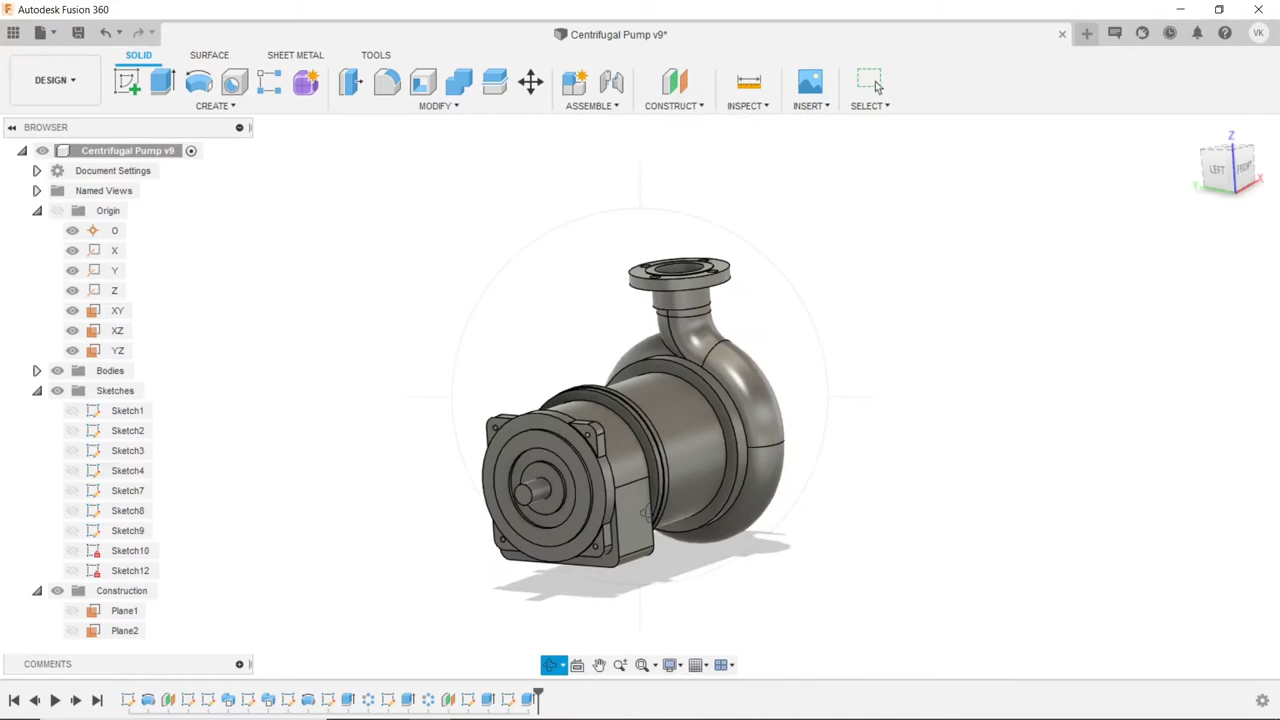 Autodesk Fusion 360
Centrifugal Pump v9*
VK
SOLID SURFACE SHEET METAL TOOLS
DESIGN
CREATE MODIFY ASSEMBLE CONSTRUCT INSPECT INSERT SELECT
BROWSER
Centrifugal Pump v9
Document Settings
Named Views
Origin
O
X
Y
Z
XY
XZ
YZ
Bodies
Sketches
Sketch1
Sketch2
Sketch3
Sketch4
Sketch7
Sketch8
Sketch9
Sketch10
Sketch12
Construction
Plane1
Plane2
COMMENTS
Z
LEFT FRONT
X
Y